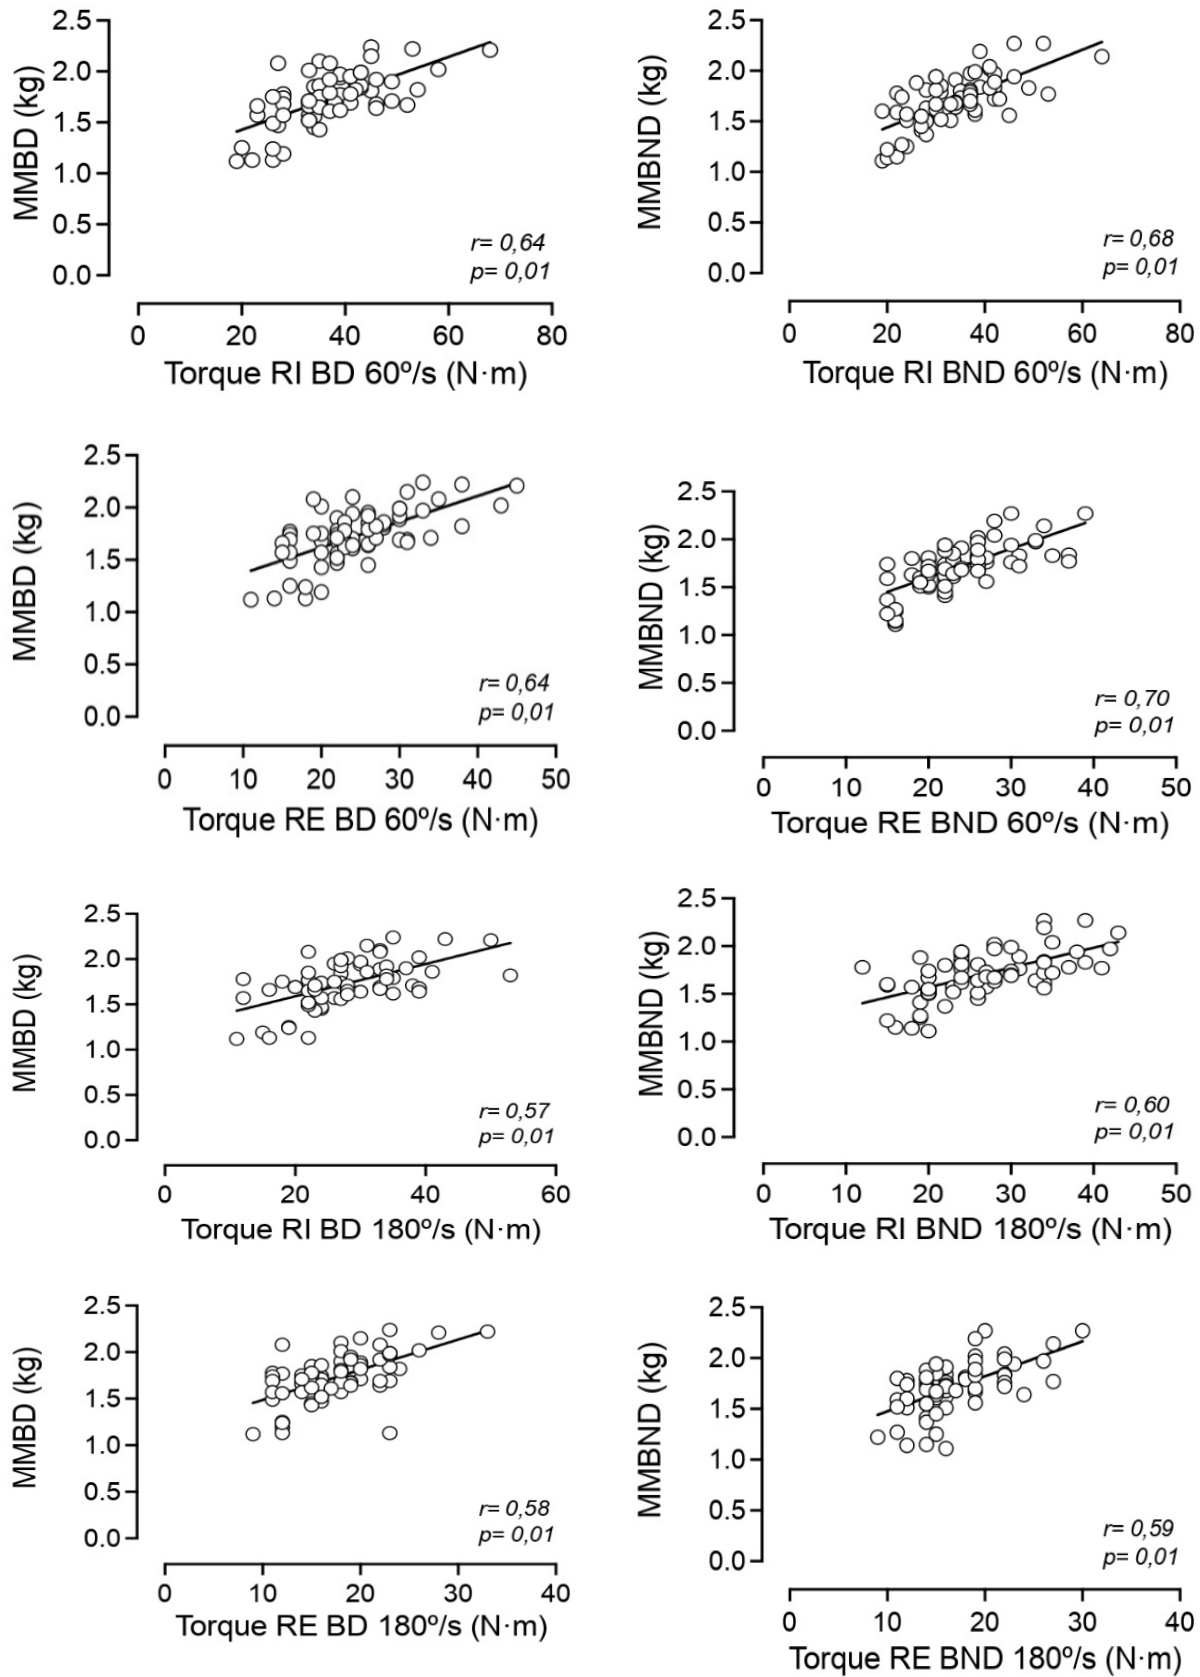 2.5
2.0
1.5
1.0
0.5
0.0
MMBD (kg)
r= 0,64
p= 0,01
0 20 40 60 80
Torque RI BD 60º/s (N·m)
2.5
2.0
1.5
1.0
0.5
0.0
MMBND (kg)
r= 0,68
p= 0,01
0 20 40 60 80
Torque RI BND 60º/s (N·m)
2.5
2.0
1.5
1.0
0.5
0.0
MMBD (kg)
r= 0,64
p= 0,01
0 10 20 30 40 50
Torque RE BD 60º/s (N·m)
2.5
2.0
1.5
1.0
0.5
0.0
MMBND (kg)
r= 0,70
p= 0,01
0 10 20 30 40 50
Torque RE BND 60º/s (N·m)
2.5
2.0
1.5
1.0
0.5
0.0
MMBD (kg)
r= 0,57
p= 0,01
0 20 40 60
Torque RI BD 180º/s (N·m)
2.5
2.0
1.5
1.0
0.5
0.0
MMBND (kg)
r= 0,60
p= 0,01
0 10 20 30 40 50
Torque RI BND 180º/s (N·m)
2.5
2.0
1.5
1.0
0.5
0.0
MMBD (kg)
r= 0,58
p= 0,01
0 10 20 30 40
Torque RE BD 180º/s (N·m)
2.5
2.0
1.5
1.0
0.5
0.0
MMBND (kg)
r= 0,59
p= 0,01
0 10 20 30 40
Torque RE BND 180º/s (N·m)